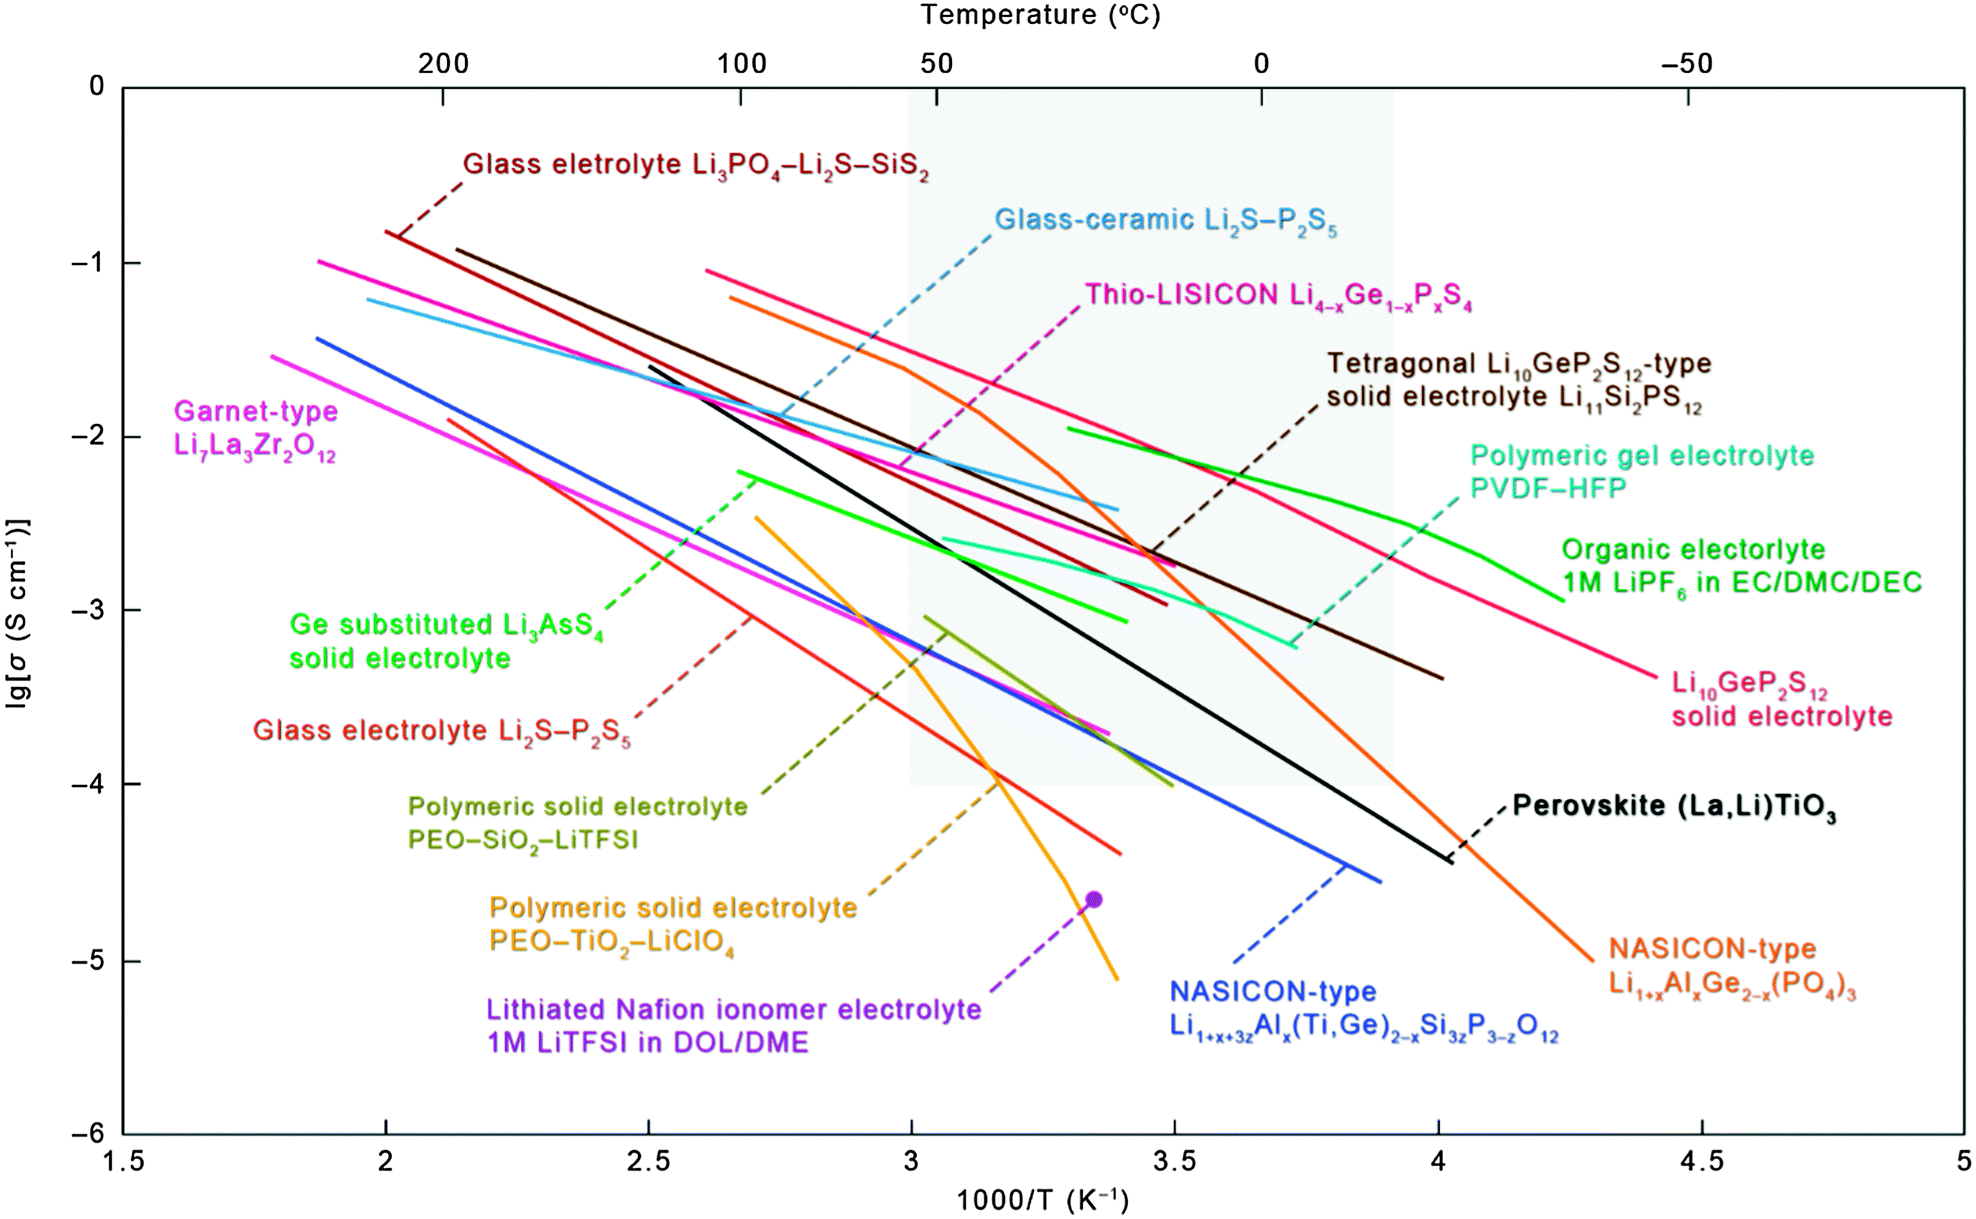 Temperature (ºC)
200 100 50 0 –50
0
–1
–2
–3
–4
–5
–6
lg[σ (S cm⁻¹)]
Glass eletrolyte Li₃PO₄–Li₂S–SiS₂
Glass-ceramic Li₂S–P₂S₅
Thio-LISICON Li₄₋ₓGe₁₋ₓPₓS₄
Tetragonal Li₁₀GeP₂S₁₂-type
solid electrolyte Li₁₁Si₂PS₁₂
Garnet-type
Li₇La₃Zr₂O₁₂
Polymeric gel electrolyte
PVDF–HFP
Organic electorlyte
1M LiPF₆ in EC/DMC/DEC
Ge substituted Li₃AsS₄
solid electrolyte
Li₁₀GeP₂S₁₂
solid electrolyte
Glass electrolyte Li₂S–P₂S₅
Polymeric solid electrolyte
PEO–SiO₂–LiTFSI
Perovskite (La,Li)TiO₃
Polymeric solid electrolyte
PEO–TiO₂–LiClO₄
NASICON-type
Li₁₊ₓAlₓGe₂₋ₓ(PO₄)₃
Lithiated Nafion ionomer electrolyte
1M LiTFSI in DOL/DME
NASICON-type
Li₁₊ₓ₊₃zAlₓ(Ti,Ge)₂₋ₓSi₃zP₃₋zO₁₂
1.5 2 2.5 3 3.5 4 4.5 5
1000/T (K⁻¹)